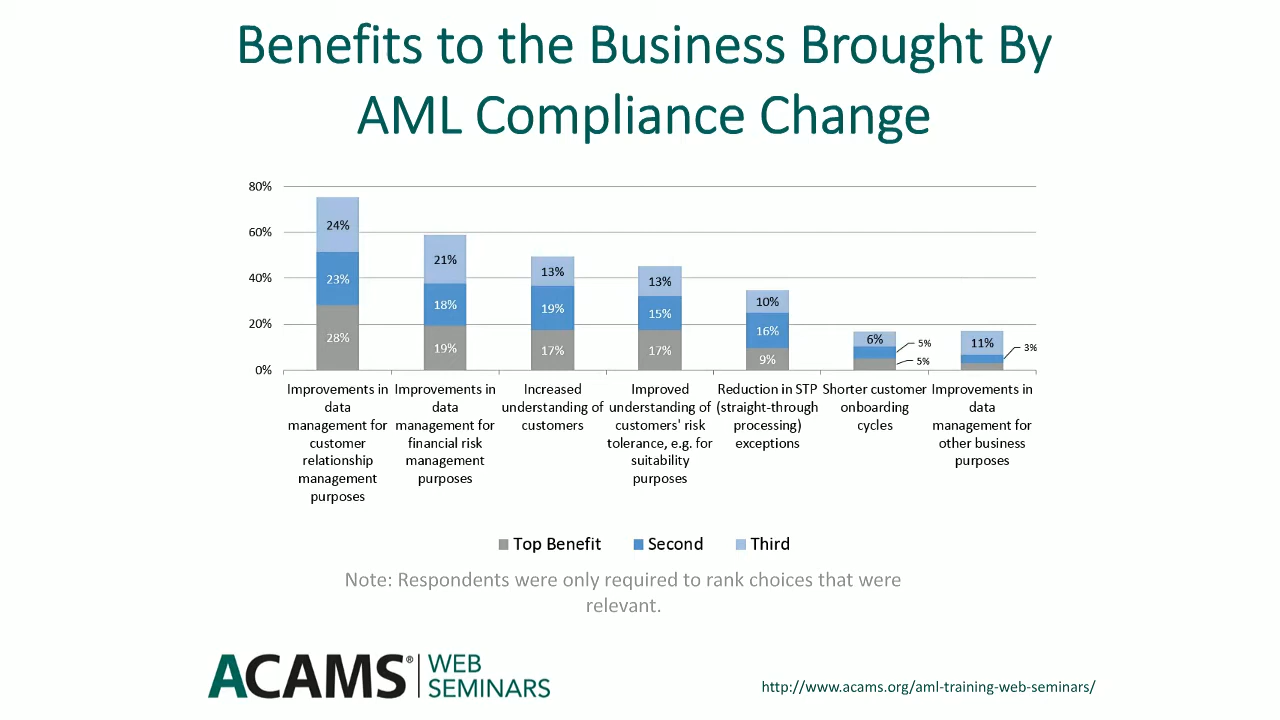 Benefits to the Business Brought By
AML Compliance Change
80%
60%
40%
20%
0%
24%
23%
28%
21%
18%
19%
13%
19%
17%
13%
15%
17%
10%
16%
9%
6%
5%
5%
11%
3%
Improvements in
data
management for
customer
relationship
management
purposes
Improvements in
data
management for
financial risk
management
purposes
Increased
understanding of
customers
Improved
understanding of
customers' risk
tolerance, e.g. for
suitability
purposes
Reduction in STP
(straight-through
processing)
exceptions
Shorter customer
onboarding
cycles
Improvements in
data
management for
other business
purposes
Top Benefit
Second
Third
Note: Respondents were only required to rank choices that were
relevant.
ACAMS®
WEB
SEMINARS
http://www.acams.org/aml-training-web-seminars/